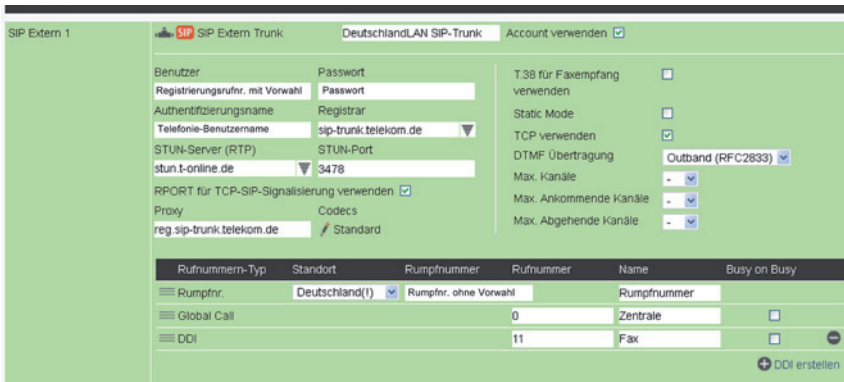 SIP Extern 1
SIP SIP Extern Trunk DeutschlandLAN SIP-Trunk Account verwenden
Benutzer Passwort
Registrierungsrufnr. mit Vorwahl Passwort
Authentifizierungsname Registrar
Telefonie-Benutzername sip-trunk.telekom.de
STUN-Server (RTP) STUN-Port
stun.t-online.de 3478
RPORT für TCP-SIP-Signalisierung verwenden
Proxy Codecs
reg.sip-trunk.telekom.de Standard
T.38 für Faxempfang
verwenden
Static Mode
TCP verwenden
DTMF Übertragung Outband (RFC2833)
Max. Kanäle -
Max. Ankommende Kanäle -
Max. Abgehende Kanäle -
Rufnummern-Typ Standort Rumpfnummer Rufnummer Name Busy on Busy
Rumpfnr. Deutschland(!) Rumpfnr. ohne Vorwahl Rumpfnummer
Global Call 0 Zentrale
DDI 11 Fax
DDI erstellen